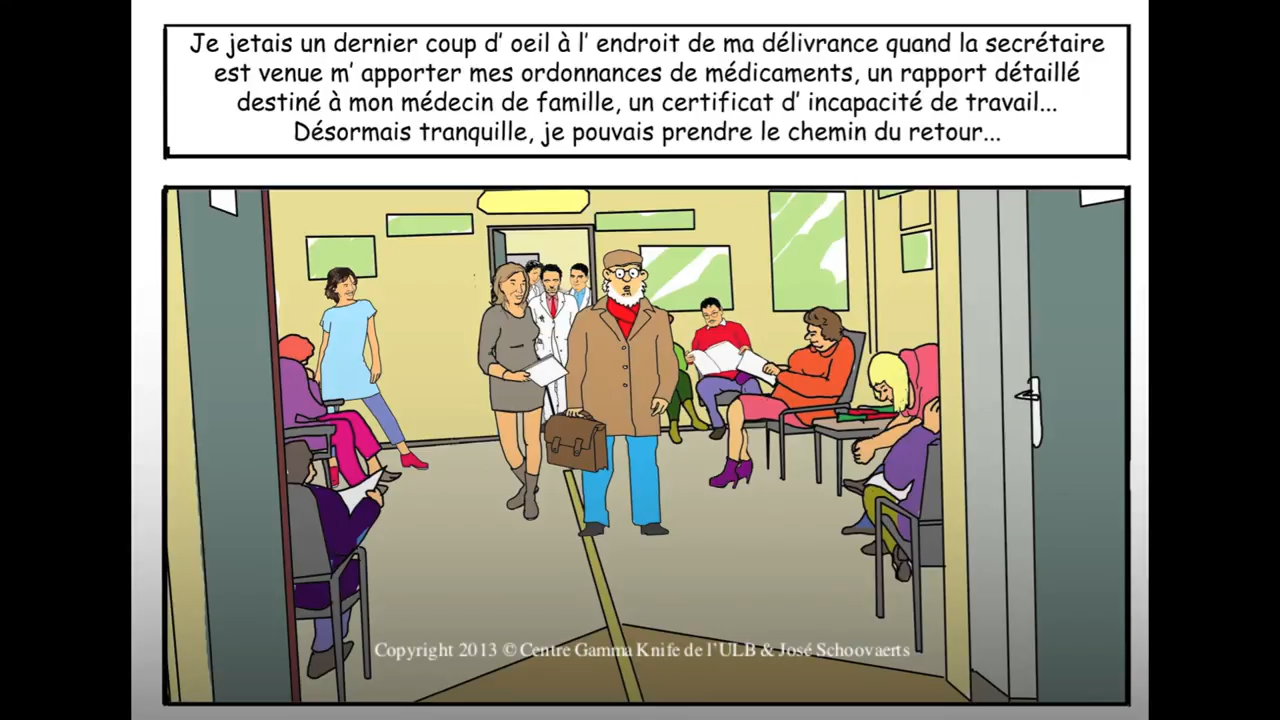 Je jetais un dernier coup d' oeil à l' endroit de ma délivrance quand la secrétaire
est venue m' apporter mes ordonnances de médicaments, un rapport détaillé
destiné à mon médecin de famille, un certificat d' incapacité de travail...
Désormais tranquille, je pouvais prendre le chemin du retour...
Copyright 2013 © Centre Gamma Knife de l'ULB & José Schoovaerts